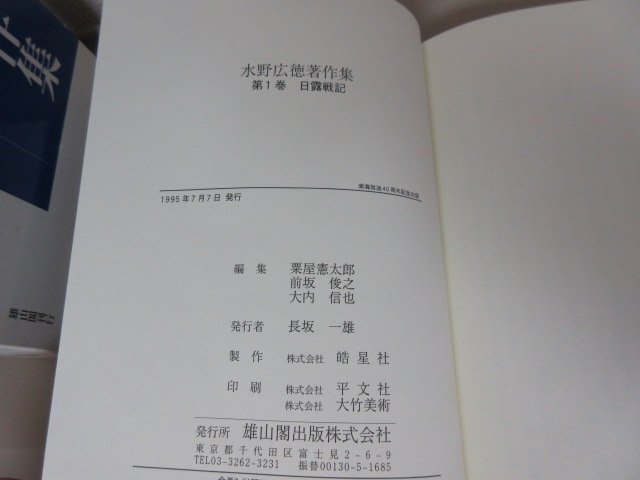 水野広徳著作集
第1巻 日露戦記
南海放送40周年記念出版
1995年7月7日 発行
編 集 粟屋憲太郎
前坂 俊之
大内 信也
発行者 長坂 一雄
製 作 株式会社 皓星社
印 刷 株式会社 平文社
株式会社 大竹美術
発行所 雄山閣出版株式会社
東京都千代田区富士見2-6-9
TEL03-3262-3231 振替00130-5-1685
集
雄山閣刊行